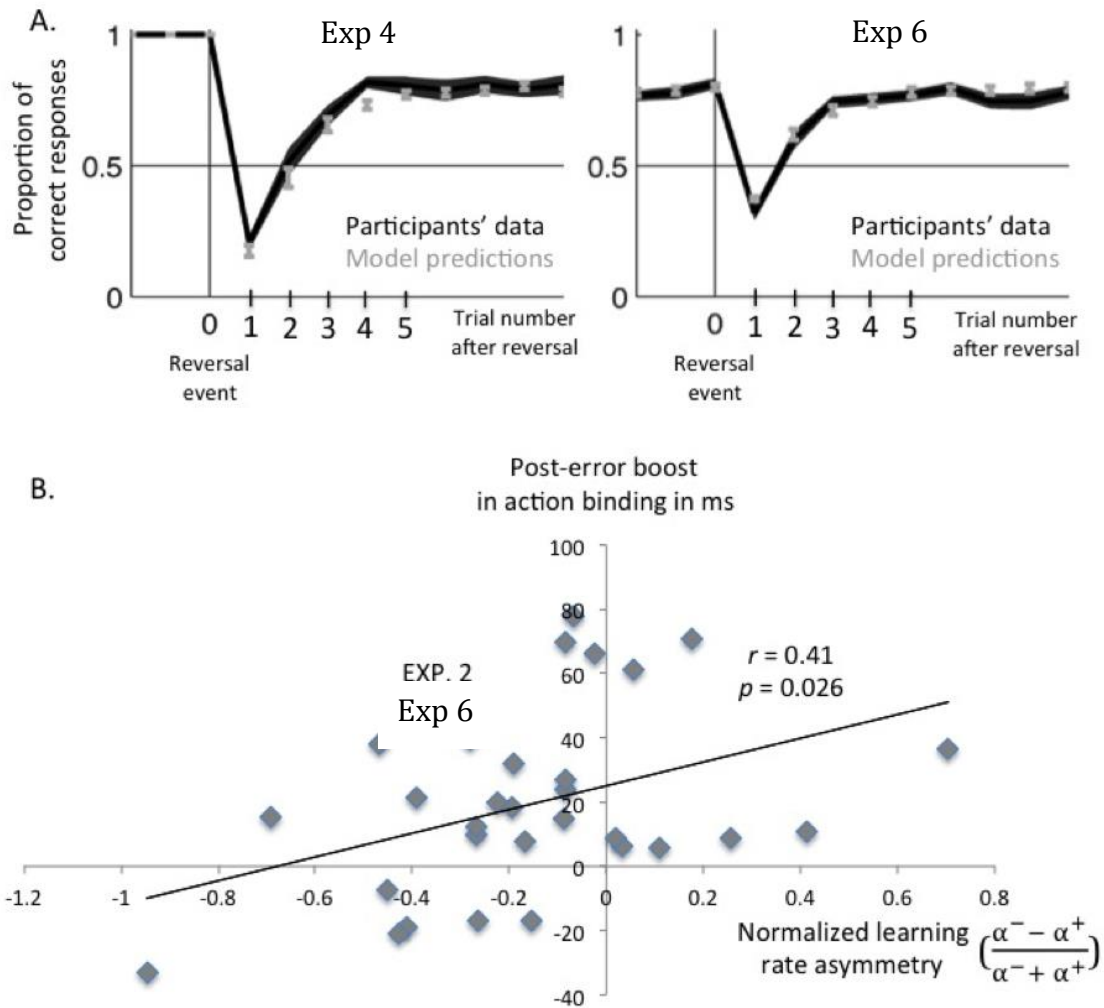 A.
Exp 4
Exp 6
Proportion of
correct responses
1
0.5
0
Participants' data
Model predictions
0 1 2 3 4 5
Trial number
after reversal
Reversal
event
1
0.5
0
Participants' data
Model predictions
0 1 2 3 4 5
Trial number
after reversal
Reversal
event
B.
Post-error boost
in action binding in ms
100
80
60
40
20
0
-20
-40
EXP. 2
Exp 6
r = 0.41
p = 0.026
-1.2 -1 -0.8 -0.6 -0.4 -0.2 0 0.2 0.4 0.6 0.8
Normalized learning
rate asymmetry
(α⁻ − α⁺ / α⁻ + α⁺)